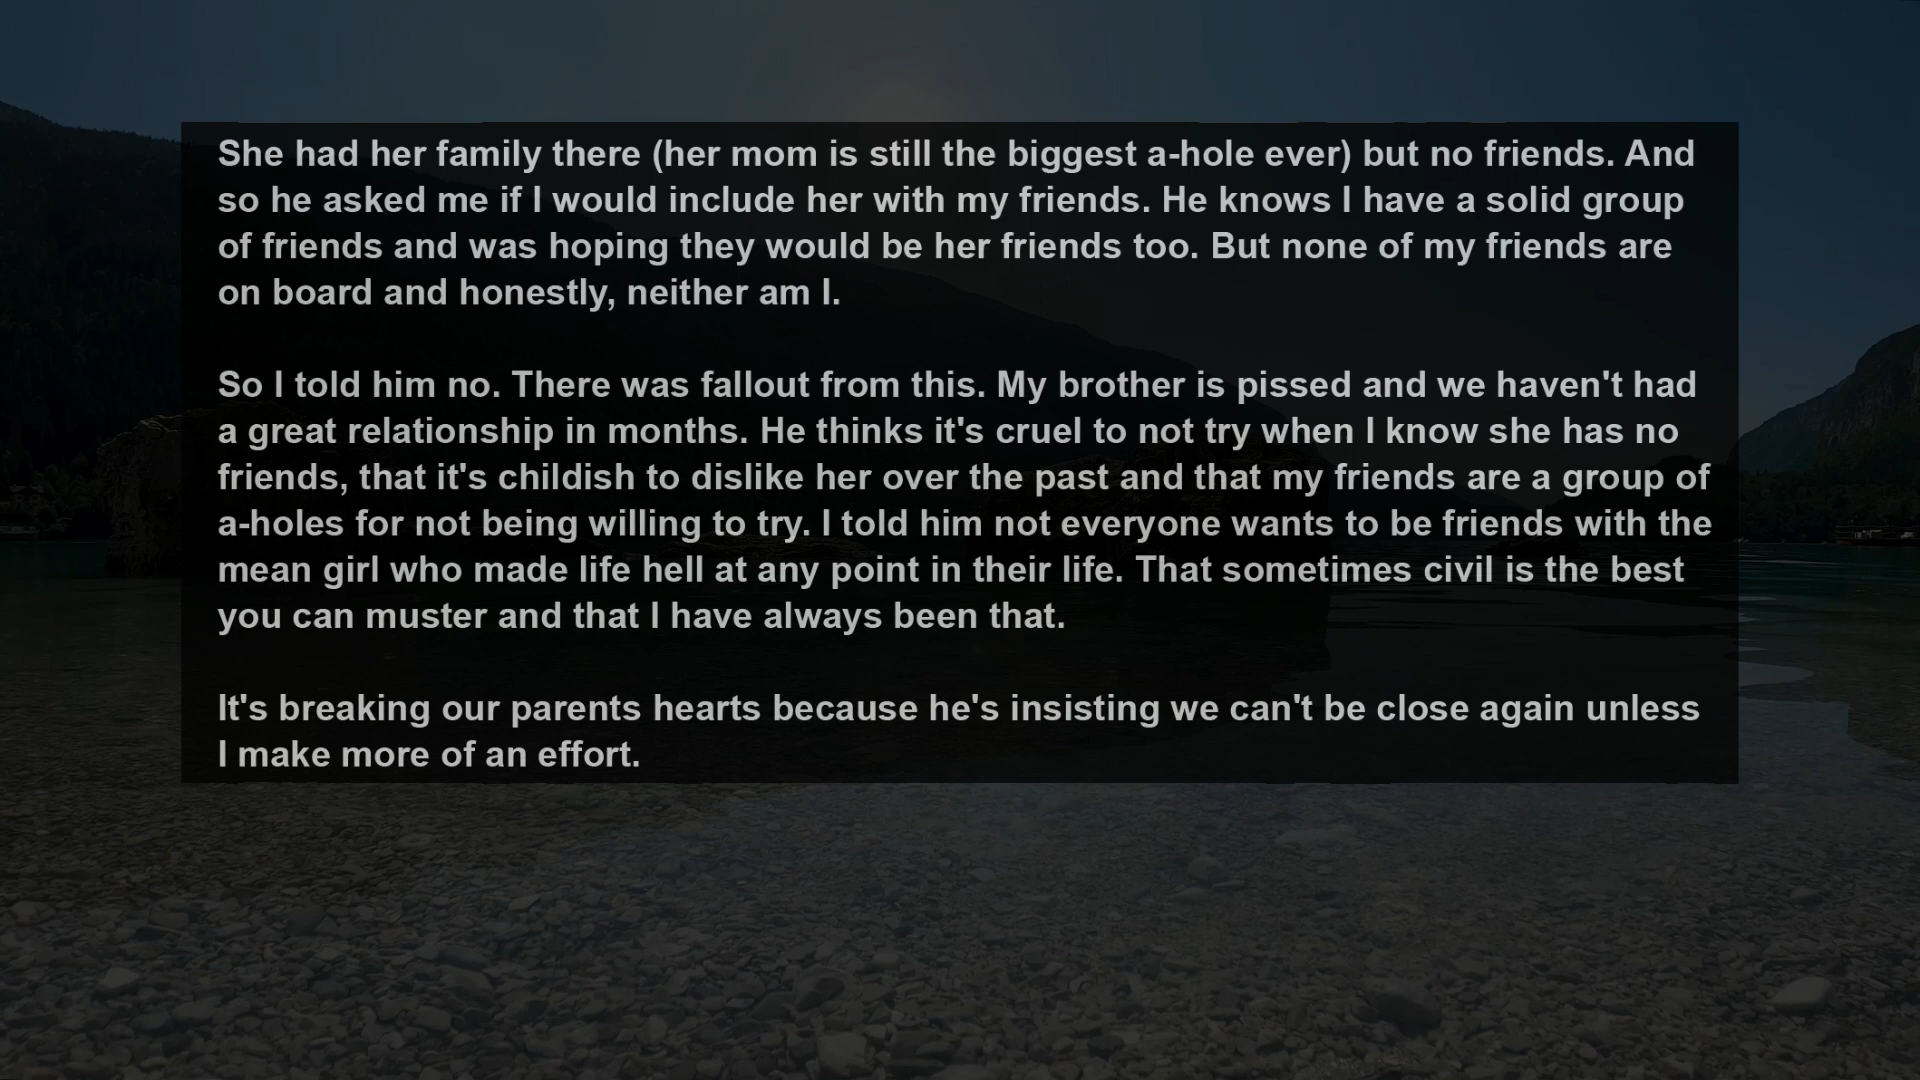 She had her family there (her mom is still the biggest a-hole ever) but no friends. And
so he asked me if I would include her with my friends. He knows I have a solid group
of friends and was hoping they would be her friends too. But none of my friends are
on board and honestly, neither am I.
So I told him no. There was fallout from this. My brother is pissed and we haven't had
a great relationship in months. He thinks it's cruel to not try when I know she has no
friends, that it's childish to dislike her over the past and that my friends are a group of
a-holes for not being willing to try. I told him not everyone wants to be friends with the
mean girl who made life hell at any point in their life. That sometimes civil is the best
you can muster and that I have always been that.
It's breaking our parents hearts because he's insisting we can't be close again unless
I make more of an effort.